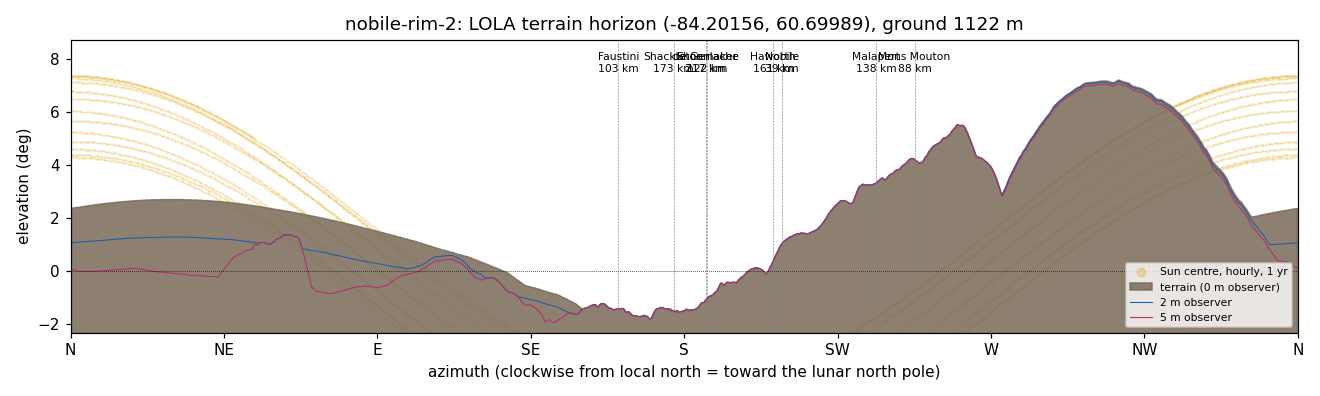 nobile-rim-2: LOLA terrain horizon (-84.20156, 60.69989), ground 1122 m
Faustini
103 km
173 km
Malapert
138 km
Mons Mouton
88 km
elevation (deg)
8
6
4
2
0
−2
N NE E SE S SW W NW N
azimuth (clockwise from local north = toward the lunar north pole)
Sun centre, hourly, 1 yr
terrain (0 m observer)
2 m observer
5 m observer